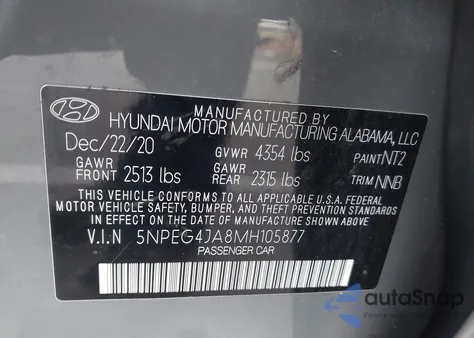 MANUFACTURED BY
HYUNDAI MOTOR MANUFACTURING ALABAMA, LLC
Dec/22/20 GVWR 4354 lbs PAINT NT2
GAWR FRONT 2513 lbs GAWR REAR 2315 lbs TRIM NNB
THIS VEHICLE CONFORMS TO ALL APPLICABLE U.S.A. FEDERAL
MOTOR VEHICLE SAFETY, BUMPER, AND THEFT PREVENTION
STANDARDS IN EFFECT ON THE DATE OF MANUFACTURE SHOWN ABOVE.
V.I.N 5NPEG4JA8MH105877
PASSENGER CAR
autoSnap